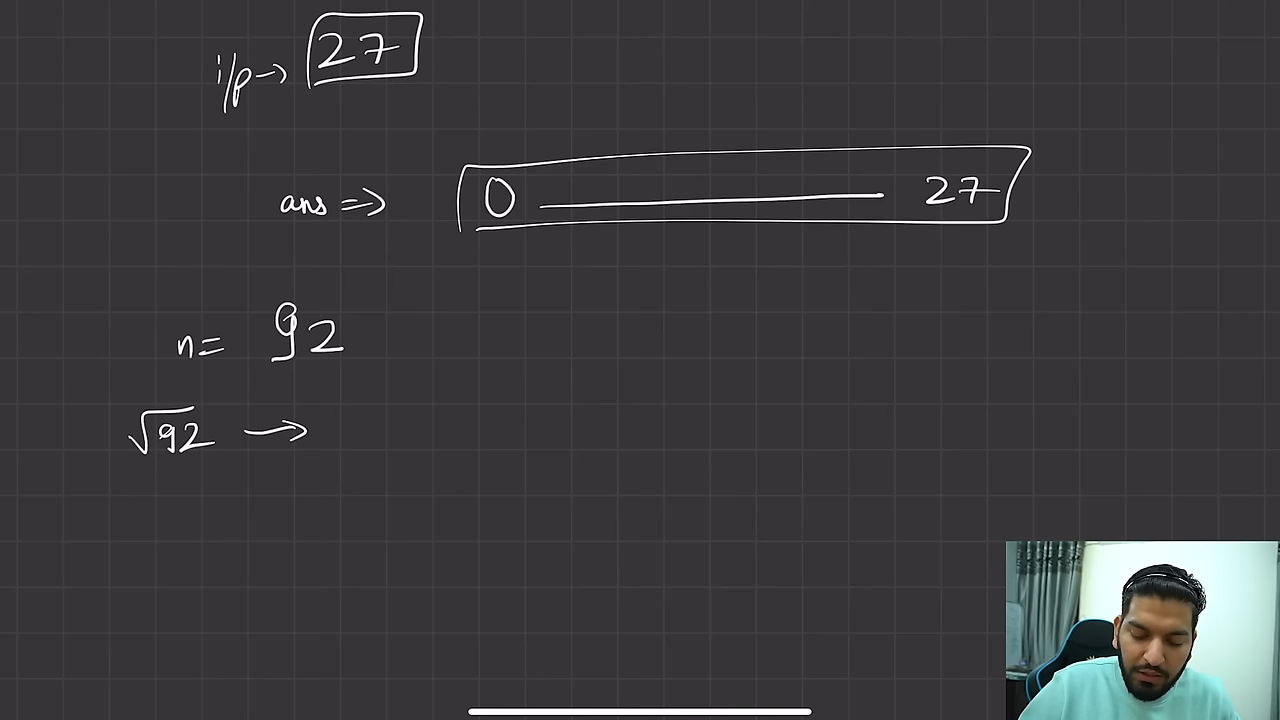 i/p → 27
ans ⇒ 0 —— 27
n = 92
√92 →